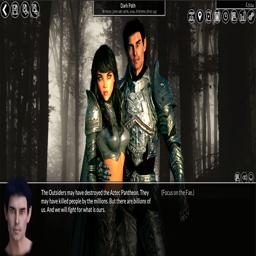 Dark Path
The Outsiders may have destroyed the Aztec Pantheon. They
may have killed people by the millions. But there are billions of
us. And we will fight for what is ours.
(Focus on the Fae.)